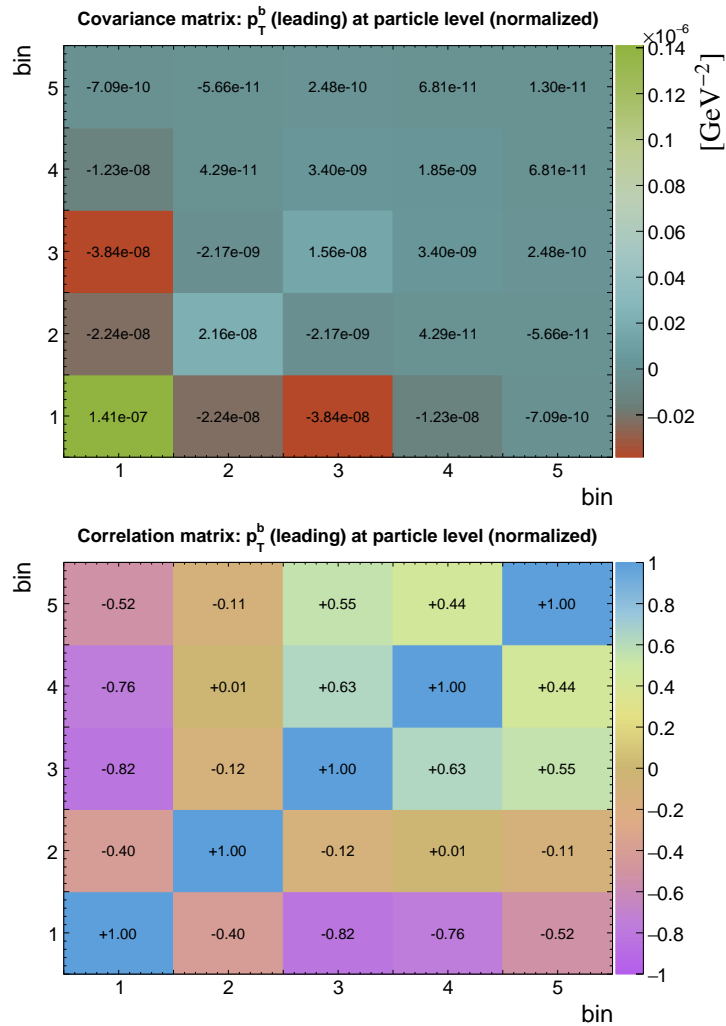 Covariance matrix: p_T^b (leading) at particle level (normalized)
×10⁻⁶
bin
[GeV⁻²]
5 -7.09e-10 -5.66e-11 2.48e-10 6.81e-11 1.30e-11
4 -1.23e-08 4.29e-11 3.40e-09 1.85e-09 6.81e-11
3 -3.84e-08 -2.17e-09 1.56e-08 3.40e-09 2.48e-10
2 -2.24e-08 2.16e-08 -2.17e-09 4.29e-11 -5.66e-11
1 1.41e-07 -2.24e-08 -3.84e-08 -1.23e-08 -7.09e-10
1 2 3 4 5
bin
0.14
0.12
0.1
0.08
0.06
0.04
0.02
0
−0.02
Correlation matrix: p_T^b (leading) at particle level (normalized)
bin
5 -0.52 -0.11 +0.55 +0.44 +1.00
4 -0.76 +0.01 +0.63 +1.00 +0.44
3 -0.82 -0.12 +1.00 +0.63 +0.55
2 -0.40 +1.00 -0.12 +0.01 -0.11
1 +1.00 -0.40 -0.82 -0.76 -0.52
1 2 3 4 5
bin
1
0.8
0.6
0.4
0.2
0
−0.2
−0.4
−0.6
−0.8
−1